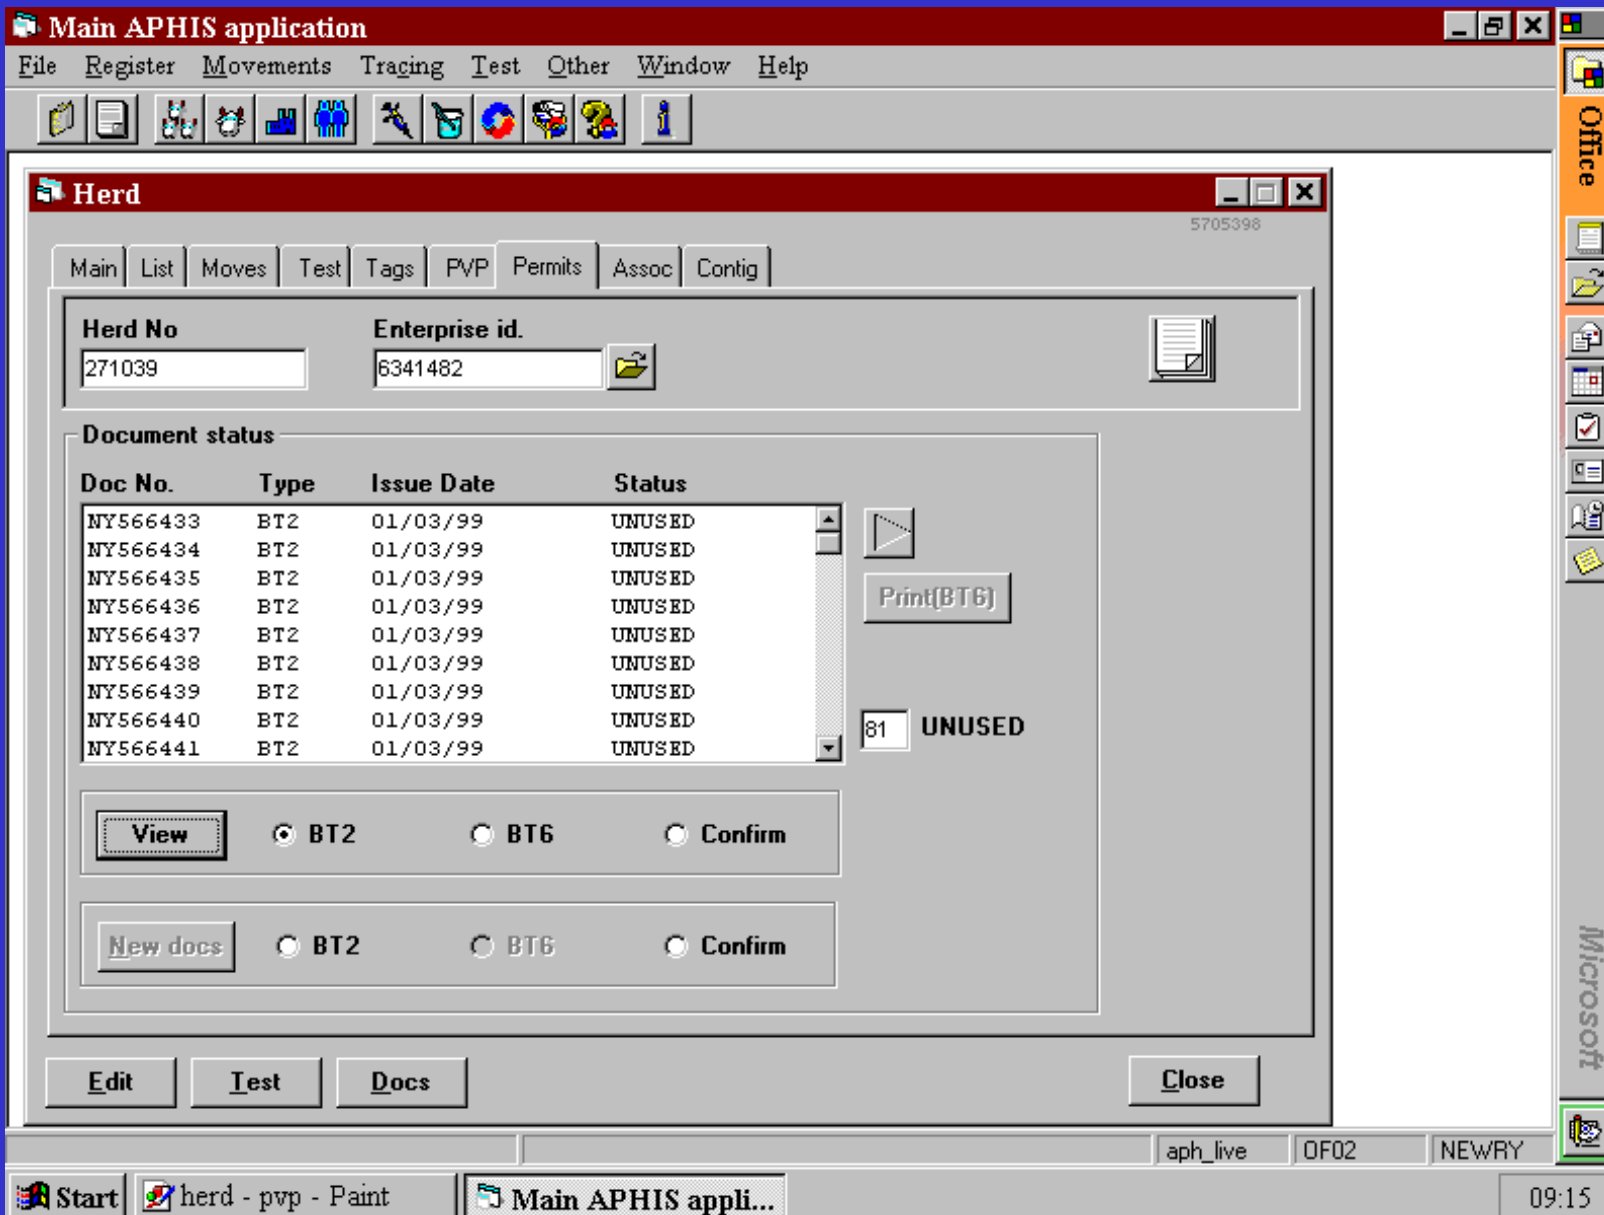 Main APHIS application
File Register Movements Tracing Test Other Window Help
Office
Herd
5705398
Main List Moves Test Tags PVP Permits Assoc Contig
Herd No Enterprise id.
271039 6341482
Document status
Doc No. Type Issue Date Status
NY566433 BT2 01/03/99 UNUSED
NY566434 BT2 01/03/99 UNUSED
NY566435 BT2 01/03/99 UNUSED
NY566436 BT2 01/03/99 UNUSED
NY566437 BT2 01/03/99 UNUSED
NY566438 BT2 01/03/99 UNUSED
NY566439 BT2 01/03/99 UNUSED
NY566440 BT2 01/03/99 UNUSED
NY566441 BT2 01/03/99 UNUSED
Print(BT6)
81 UNUSED
View BT2 BT6 Confirm
New docs BT2 BT6 Confirm
Edit Test Docs Close
Microsoft
aph_live OF02 NEWRY
Start herd - pvp - Paint Main APHIS appli... 09:15